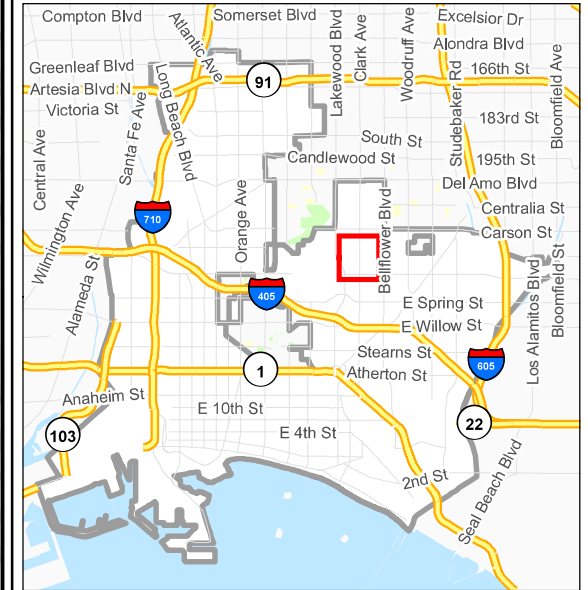 Compton Blvd
Somerset Blvd
Excelsior Dr
Alondra Blvd
Greenleaf Blvd
166th St
Artesia Blvd N
Victoria St
Atlantic Ave
Long Beach Blvd
Santa Fe Ave
Central Ave
Wilmington Ave
Alameda St
Orange Ave
Lakewood Blvd
Clark Ave
Woodruff Ave
Studebaker Rd
Bloomfield Ave
91
183rd St
South St
Candlewood St
195th St
Del Amo Blvd
Centralia St
Carson St
Bellflower Blvd
710
405
E Spring St
E Willow St
Los Alamitos Blvd
Bloomfield St
Stearns St
Atherton St
605
1
Anaheim St
E 10th St
E 4th St
103
22
2nd St
Seal Beach Blvd